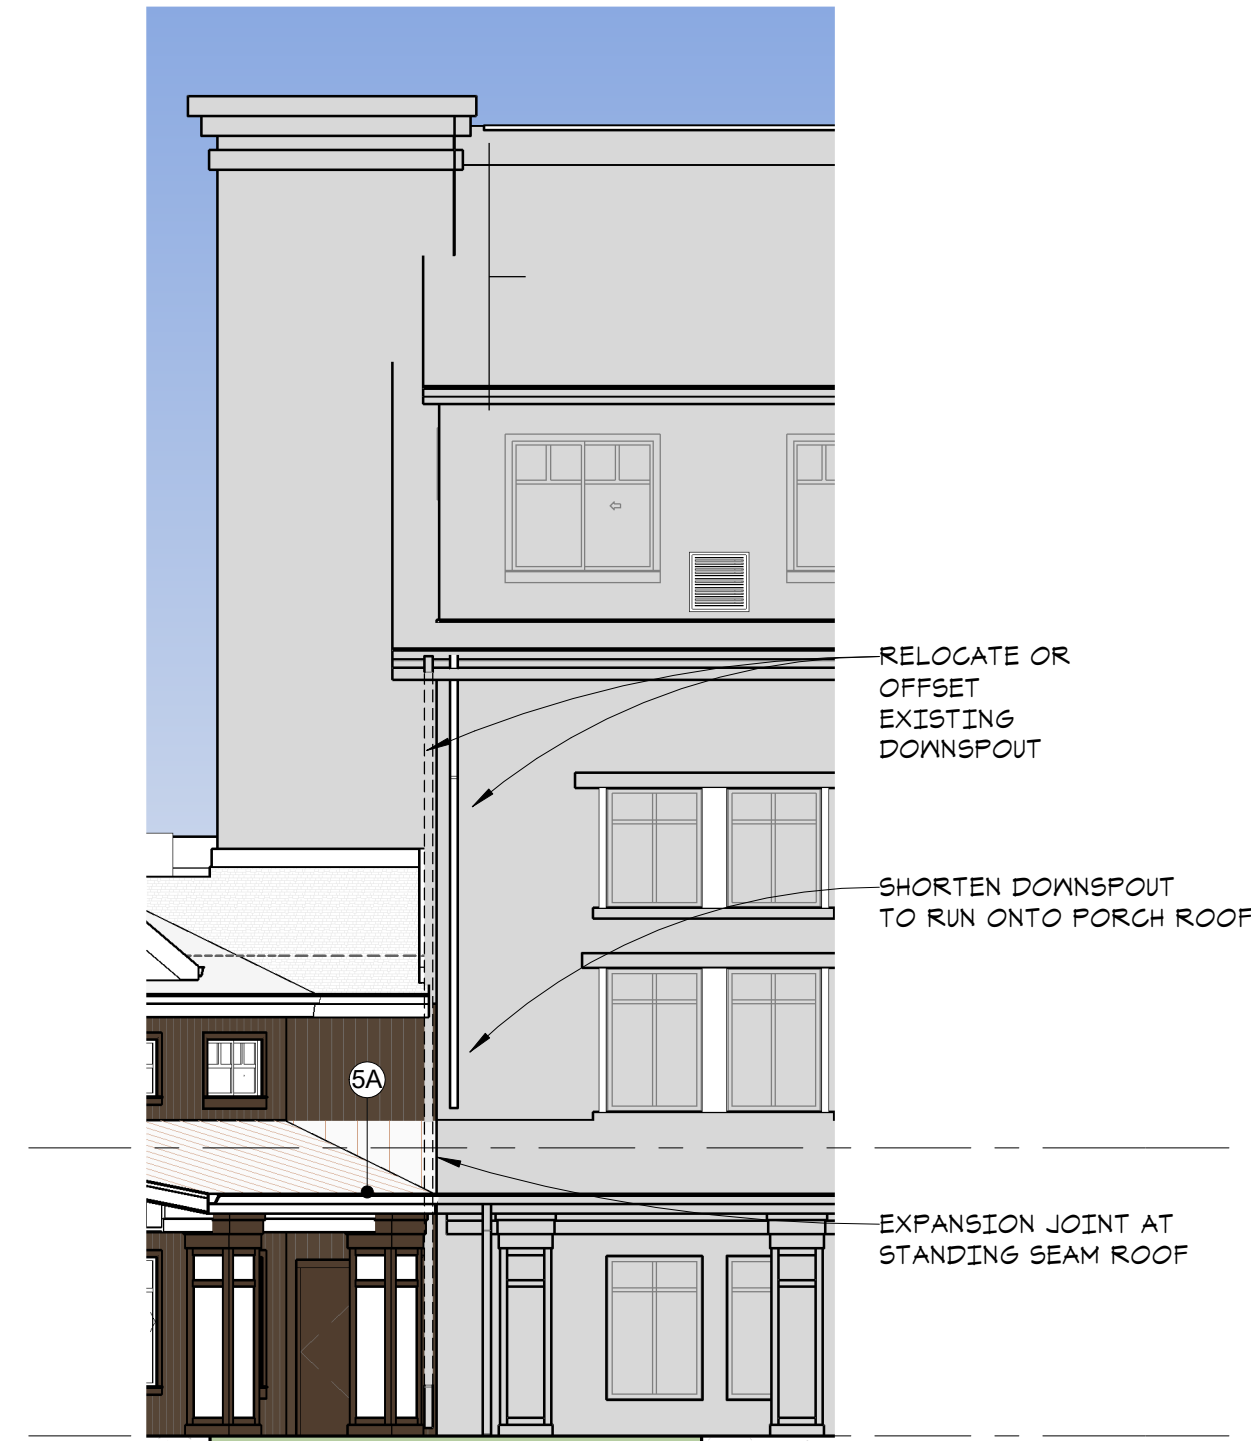 RELOCATE OR
OFFSET
EXISTING
DOWNSPOUT
SHORTEN DOWNSPOUT
TO RUN ONTO PORCH ROOF
5A
EXPANSION JOINT AT
STANDING SEAM ROOF